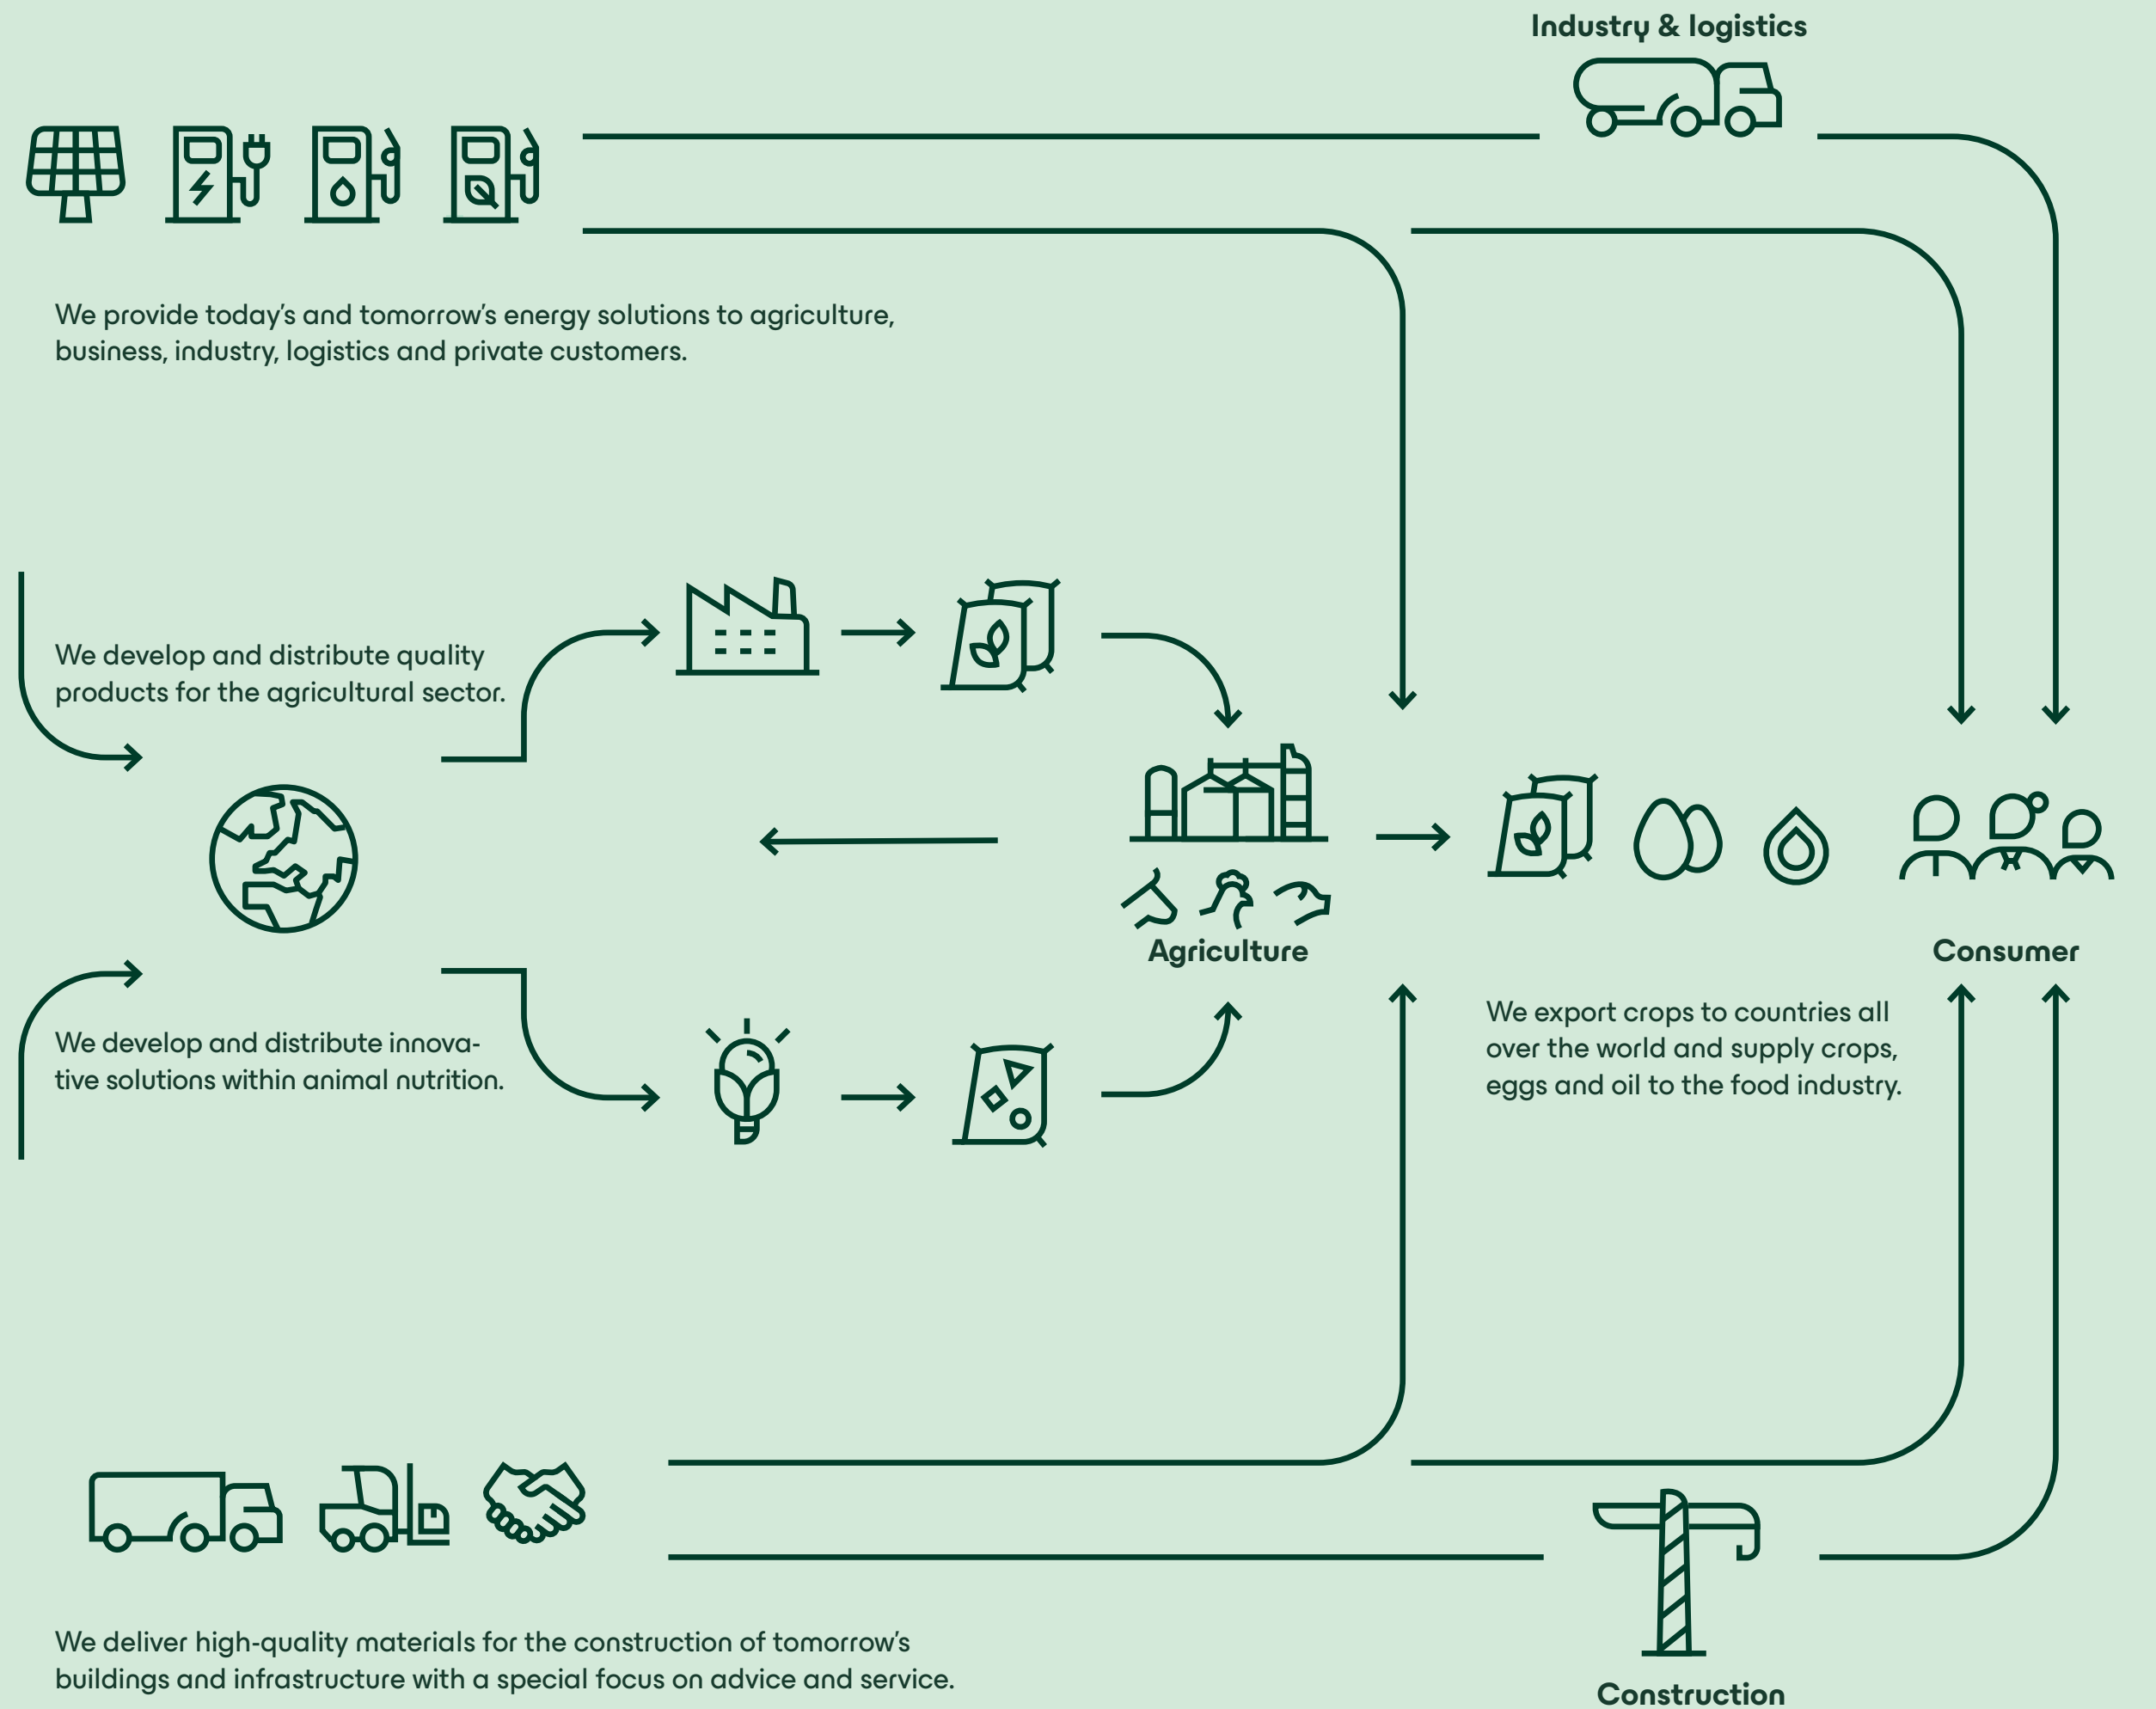 Industry & logistics
We provide today's and tomorrow's energy solutions to agriculture,
business, industry, logistics and private customers.
We develop and distribute quality
products for the agricultural sector.
Agriculture
Consumer
We develop and distribute innova-
tive solutions within animal nutrition.
We export crops to countries all
over the world and supply crops,
eggs and oil to the food industry.
We deliver high-quality materials for the construction of tomorrow's
buildings and infrastructure with a special focus on advice and service.
Construction